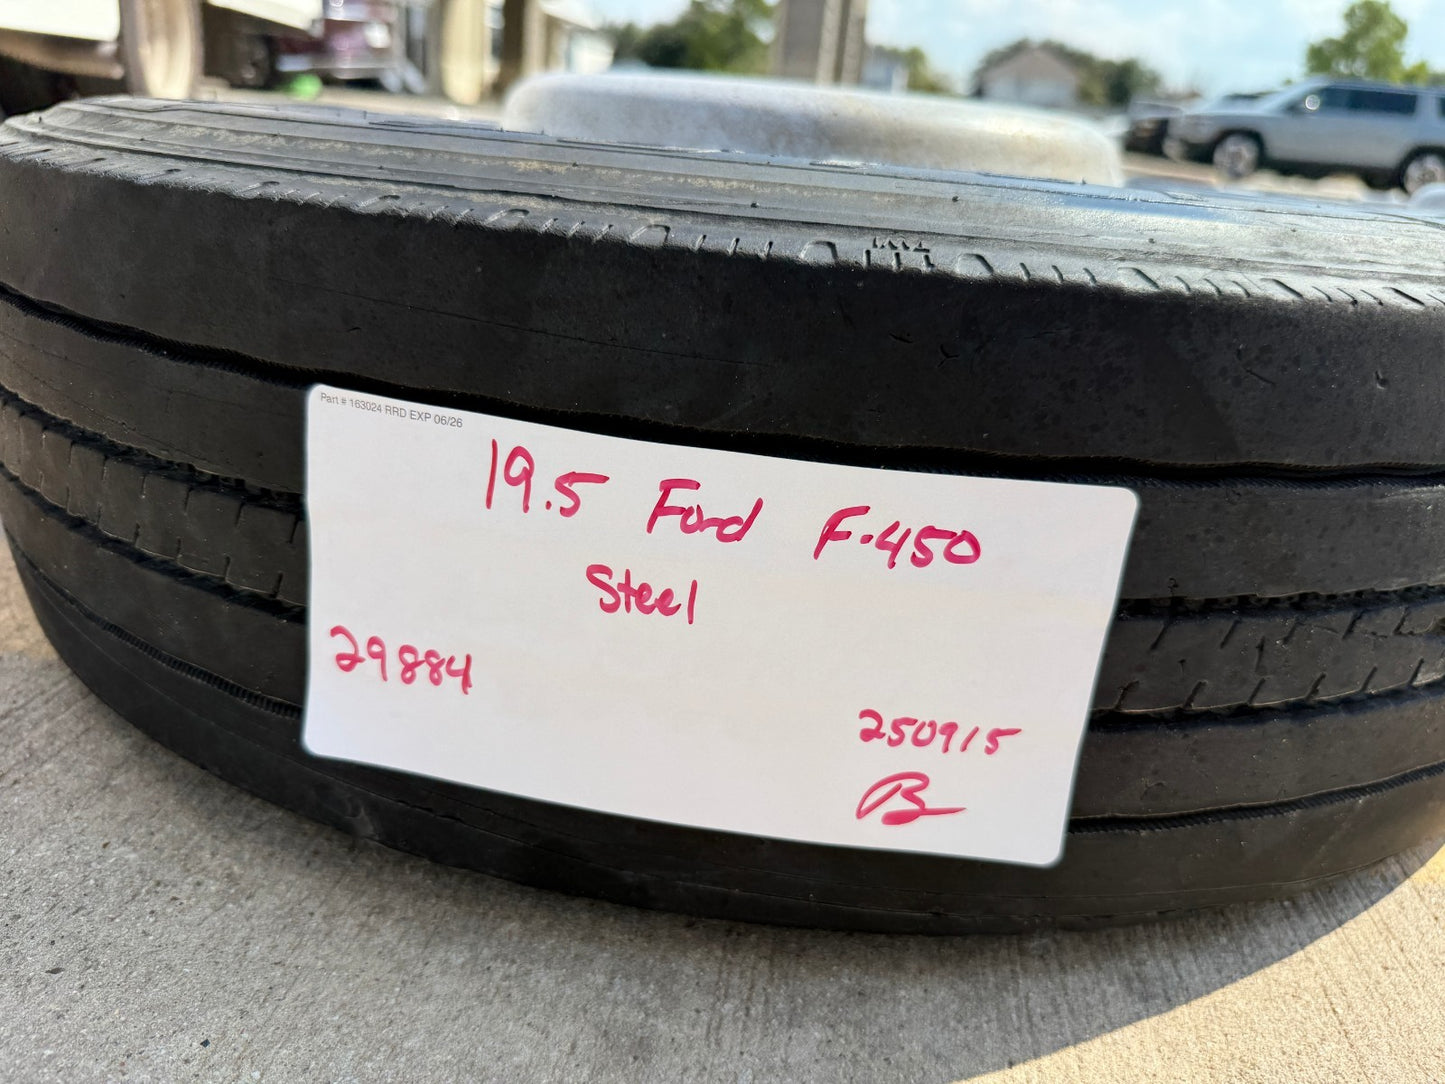 Part # 163024 RRD EXP 06/26
19.5 Ford F-450
Steel
29884
250915
B